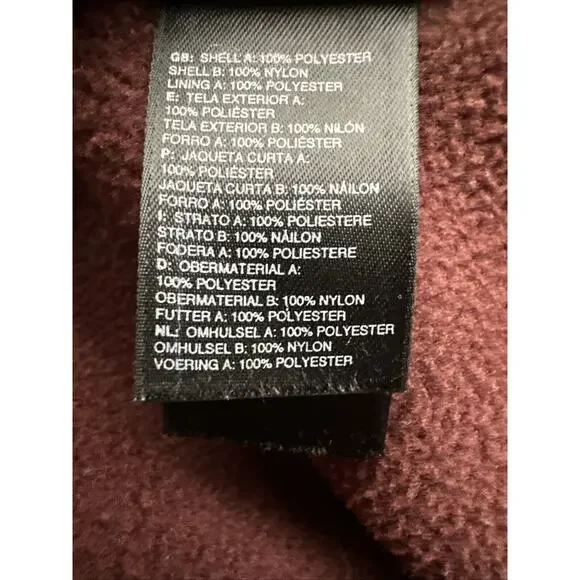 GB: SHELL A: 100% POLYESTER
SHELL B: 100% NYLON
LINING A: 100% POLYESTER
E: TELA EXTERIOR A:
100% POLIÉSTER
TELA EXTERIOR B: 100% NILÓN
FORRO A: 100% POLIÉSTER
P: JAQUETA CURTA A:
100% POLIÉSTER
JAQUETA CURTA B: 100% NÁILON
FORRO A: 100% POLIÉSTER
I: STRATO A: 100% POLIESTERE
STRATO B: 100% NÁILON
FODERA A: 100% POLIESTERE
D: OBERMATERIAL A:
100% POLYESTER
OBERMATERIAL B: 100% NYLON
FUTTER A: 100% POLYESTER
NL: OMHULSEL A: 100% POLYESTER
OMHULSEL B: 100% NYLON
VOERING A: 100% POLYESTER